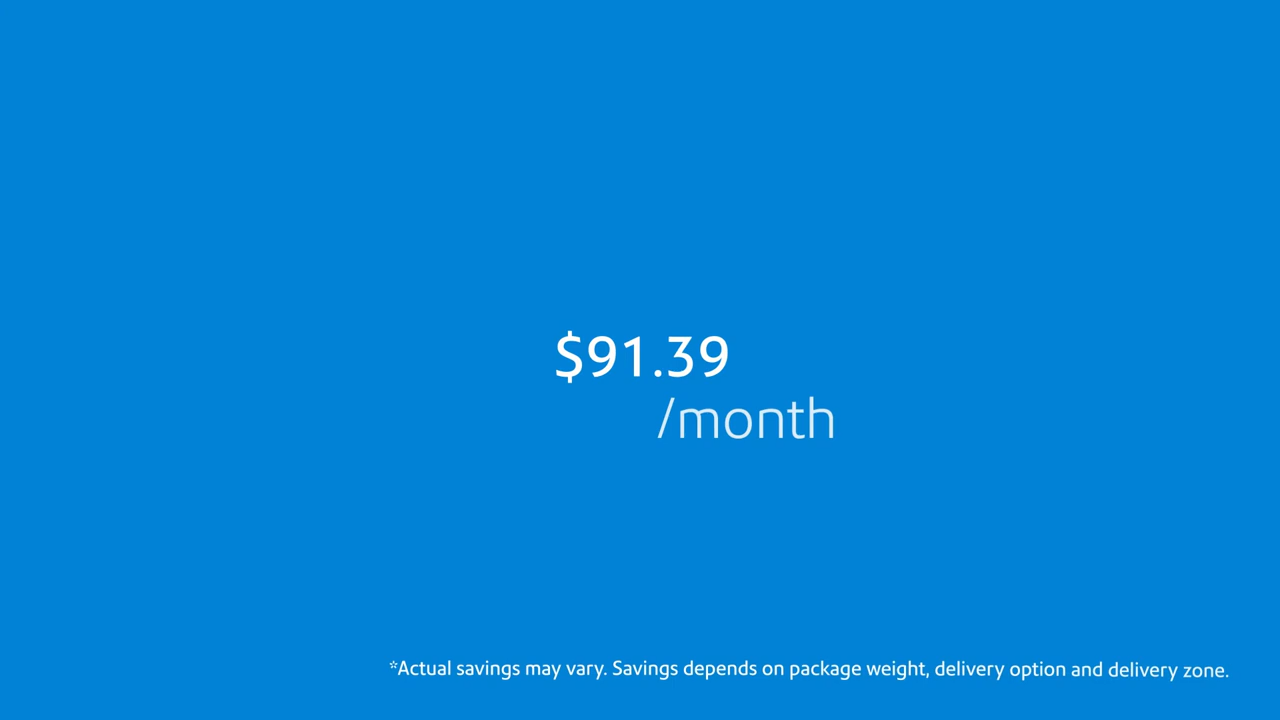 $91.39
/month
*Actual savings may vary. Savings depends on package weight, delivery option and delivery zone.